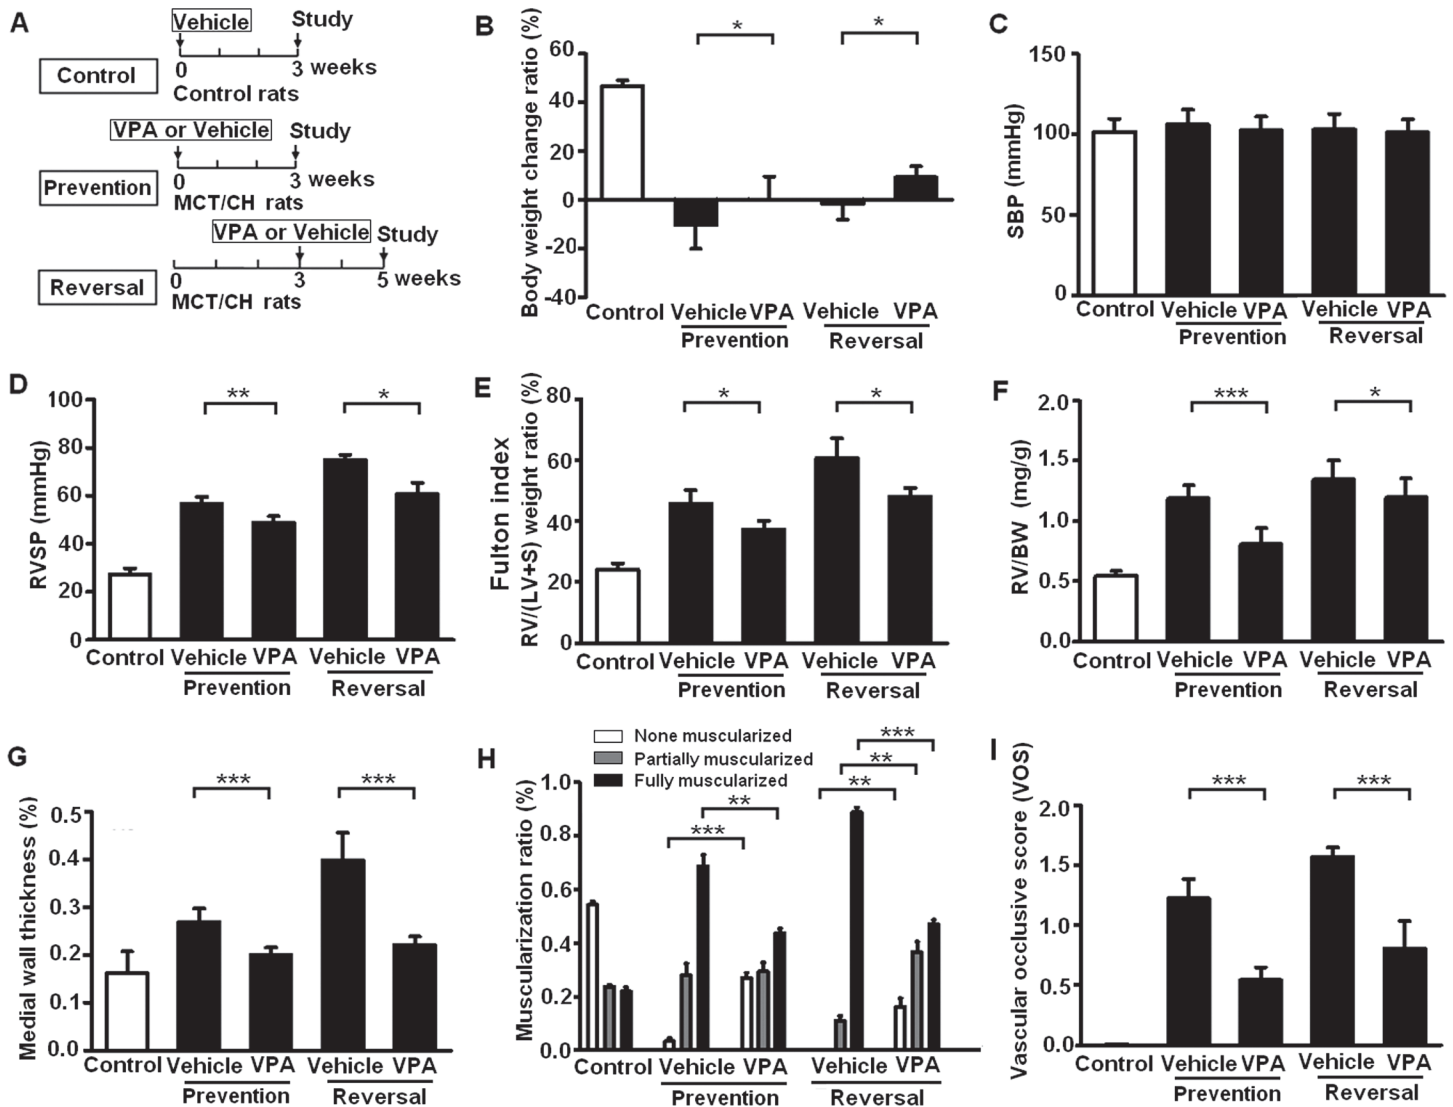 A
Vehicle Study
Control
0 3 weeks
Control rats
VPA or Vehicle Study
Prevention
0 3 weeks
MCT/CH rats
VPA or Vehicle Study
Reversal
0 3 5 weeks
MCT/CH rats
B
Body weight change ratio (%)
60
40
20
0
-20
-40
* *
Control Vehicle VPA Vehicle VPA
Prevention Reversal
C
SBP (mmHg)
150
100
50
0
Control Vehicle VPA Vehicle VPA
Prevention Reversal
D
RVSP (mmHg)
100
80
60
40
20
0
** *
Control Vehicle VPA Vehicle VPA
Prevention Reversal
E
Fulton index
RV/(LV+S) weight ratio (%)
80
60
40
20
0
* *
Control Vehicle VPA Vehicle VPA
Prevention Reversal
F
RV/BW (mg/g)
2.0
1.5
1.0
0.5
0.0
*** *
Control Vehicle VPA Vehicle VPA
Prevention Reversal
G
Medial wall thickness (%)
0.5
0.4
0.3
0.2
0.1
0.0
*** ***
Control Vehicle VPA Vehicle VPA
Prevention Reversal
H
None muscularized
Partially muscularized
Fully muscularized
Muscularization ratio (%)
1.0
0.8
0.6
0.4
0.2
0.0
***
**
** **
***
Control Vehicle VPA Vehicle VPA
Prevention Reversal
I
Vascular occlusive score (VOS)
2.0
1.5
1.0
0.5
0.0
*** ***
Control Vehicle VPA Vehicle VPA
Prevention Reversal